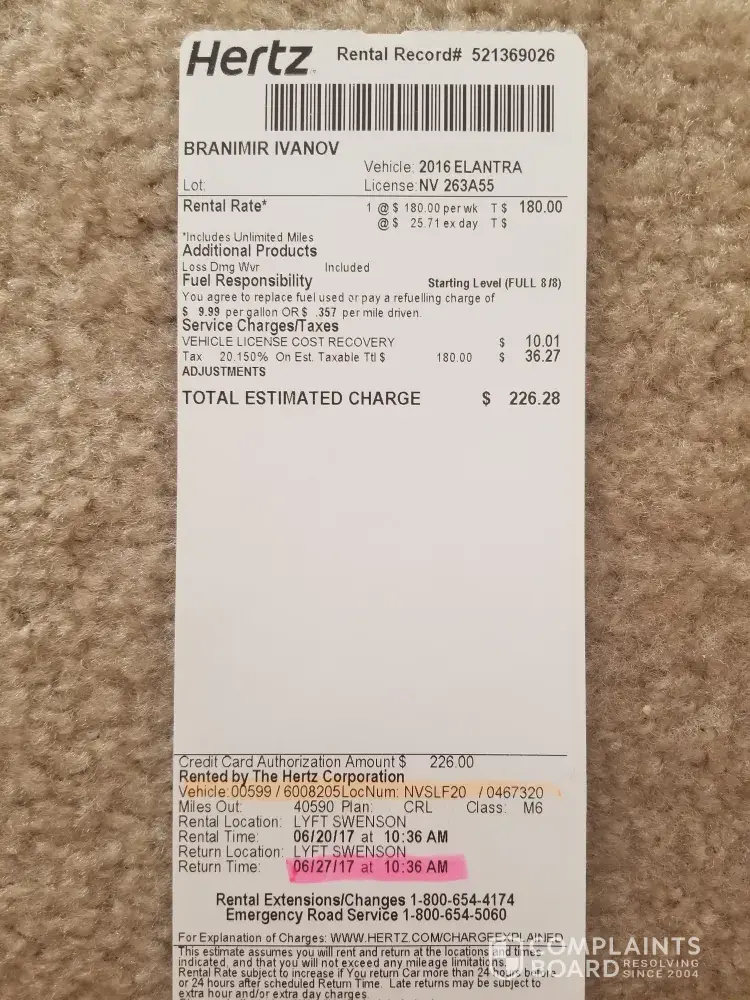 Hertz Rental Record# 521369026
BRANIMIR IVANOV
Vehicle: 2016 ELANTRA
Lot: License: NV 263A55
Rental Rate* 1 @ $ 180.00 per wk T $ 180.00
@ $ 25.71 ex day T $
*Includes Unlimited Miles
Additional Products
Loss Dmg Wvr Included
Fuel Responsibility Starting Level (FULL 8/8)
You agree to replace fuel used or pay a refuelling charge of
$ 9.99 per gallon OR $ .357 per mile driven.
Service Charges/Taxes
VEHICLE LICENSE COST RECOVERY $ 10.01
Tax 20.150% On Est. Taxable Ttl $ 180.00 $ 36.27
ADJUSTMENTS
TOTAL ESTIMATED CHARGE $ 226.28
Credit Card Authorization Amount $ 226.00
Rented by The Hertz Corporation
Vehicle: 00599 / 6008205 LocNum: NVSLF20 / 0467320
Miles Out: 40590 Plan: CRL Class: M6
Rental Location: LYFT SWENSON
Rental Time: 06/20/17 at 10:36 AM
Return Location: LYFT SWENSON
Return Time: 06/27/17 at 10:36 AM
Rental Extensions/Changes 1-800-654-4174
Emergency Road Service 1-800-654-5060
For Explanation of Charges: WWW.HERTZ.COM/CHARGEEXPLAINED
This estimate assumes you will rent and return at the locations and times
indicated, and that you will not exceed any mileage limitations.
Rental Rate subject to increase if You return Car more than 24 hours before
or 24 hours after scheduled Return Time. Late returns may be subject to
extra hour and/or extra day charges.
COMPLAINTS
BOARD RESOLVING
SINCE 2004